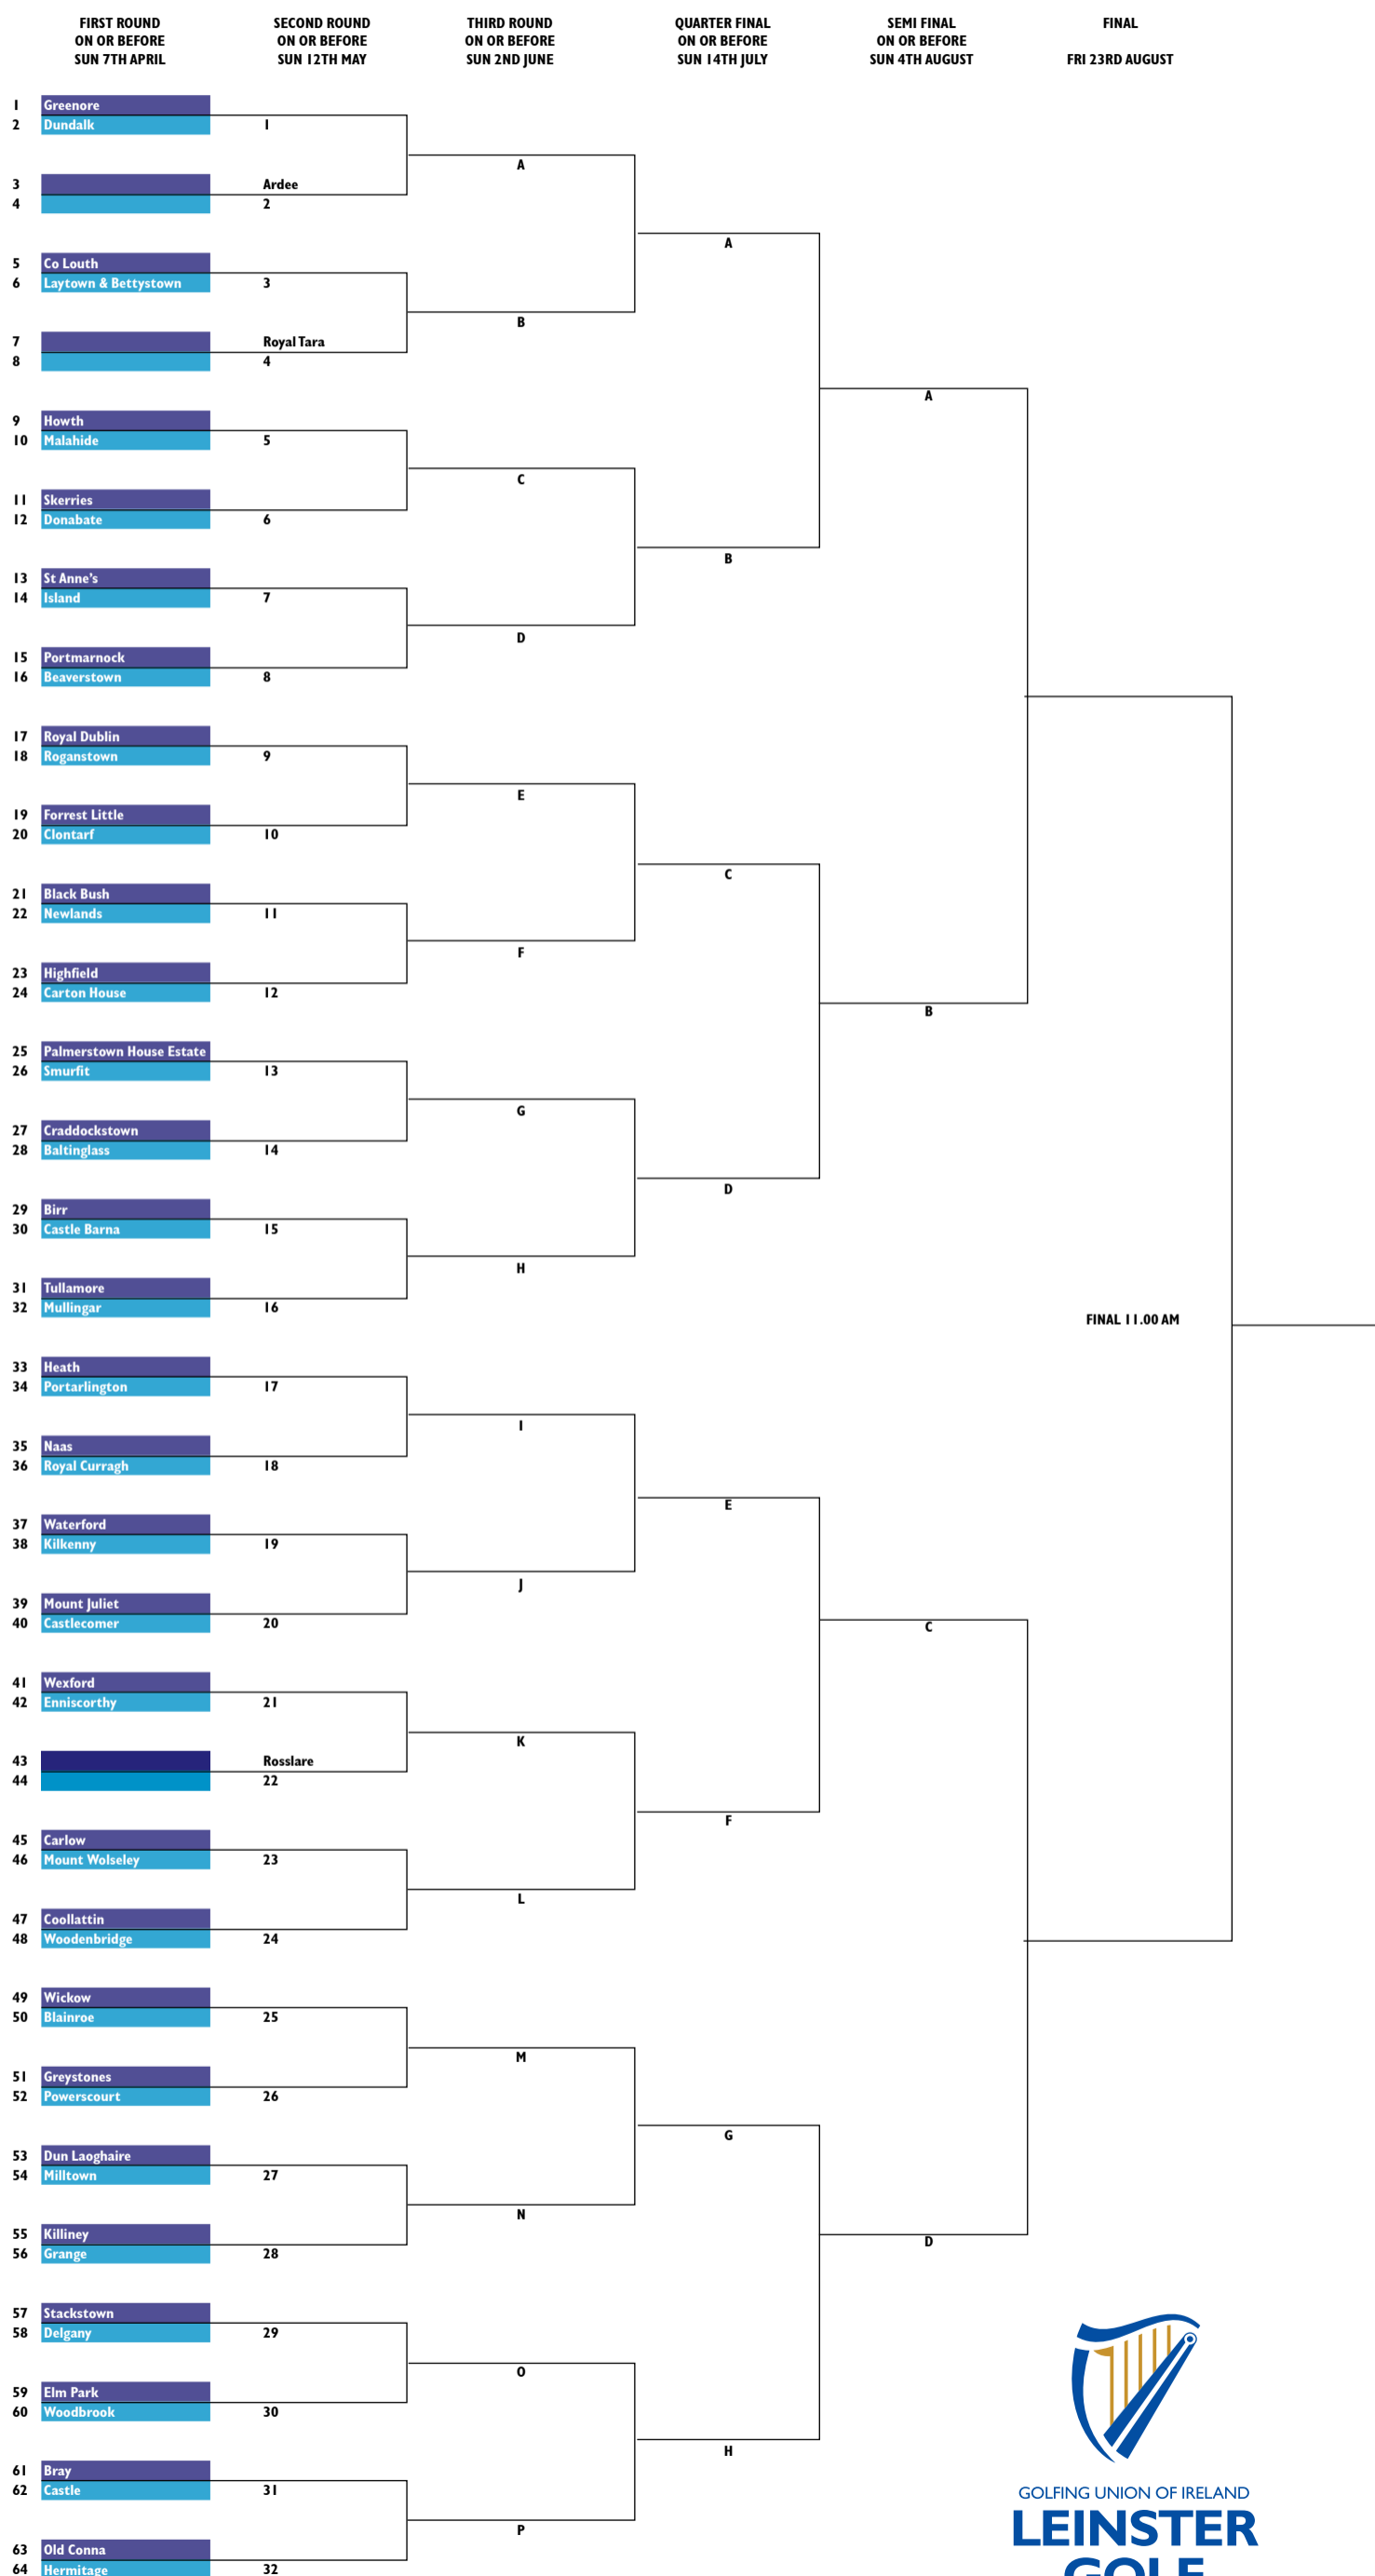 FIRST ROUND
ON OR BEFORE
SUN 7TH APRIL
SECOND ROUND
ON OR BEFORE
SUN 12TH MAY
THIRD ROUND
ON OR BEFORE
SUN 2ND JUNE
QUARTER FINAL
ON OR BEFORE
SUN 14TH JULY
SEMI FINAL
ON OR BEFORE
SUN 4TH AUGUST
FINAL
FRI 23RD AUGUST
1 Greenore
2 Dundalk 1
A
3 Ardee
4 2
A
5 Co Louth
6 Laytown & Bettystown 3
B
7 Royal Tara
8 4
A
9 Howth
10 Malahide 5
C
11 Skerries
12 Donabate 6
B
13 St Anne's
14 Island 7
D
15 Portmarnock
16 Beaverstown 8
17 Royal Dublin
18 Roganstown 9
E
19 Forrest Little
20 Clontarf 10
C
21 Black Bush
22 Newlands 11
F
23 Highfield
24 Carton House 12
B
25 Palmerstown House Estate
26 Smurfit 13
G
27 Craddockstown
28 Baltinglass 14
D
29 Birr
30 Castle Barna 15
H
31 Tullamore
32 Mullingar 16
FINAL 11.00 AM
33 Heath
34 Portarlington 17
I
35 Naas
36 Royal Curragh 18
E
37 Waterford
38 Kilkenny 19
J
39 Mount Juliet
40 Castlecomer 20
C
41 Wexford
42 Enniscorthy 21
K
43 Rosslare
44 22
F
45 Carlow
46 Mount Wolseley 23
L
47 Coollattin
48 Woodenbridge 24
49 Wickow
50 Blainroe 25
M
51 Greystones
52 Powerscourt 26
G
53 Dun Laoghaire
54 Milltown 27
N
55 Killiney
56 Grange 28
D
57 Stackstown
58 Delgany 29
O
59 Elm Park
60 Woodbrook 30
H
61 Bray
62 Castle 31
P
63 Old Conna
64 Hermitage 32
GOLFING UNION OF IRELAND
LEINSTER
GOLF